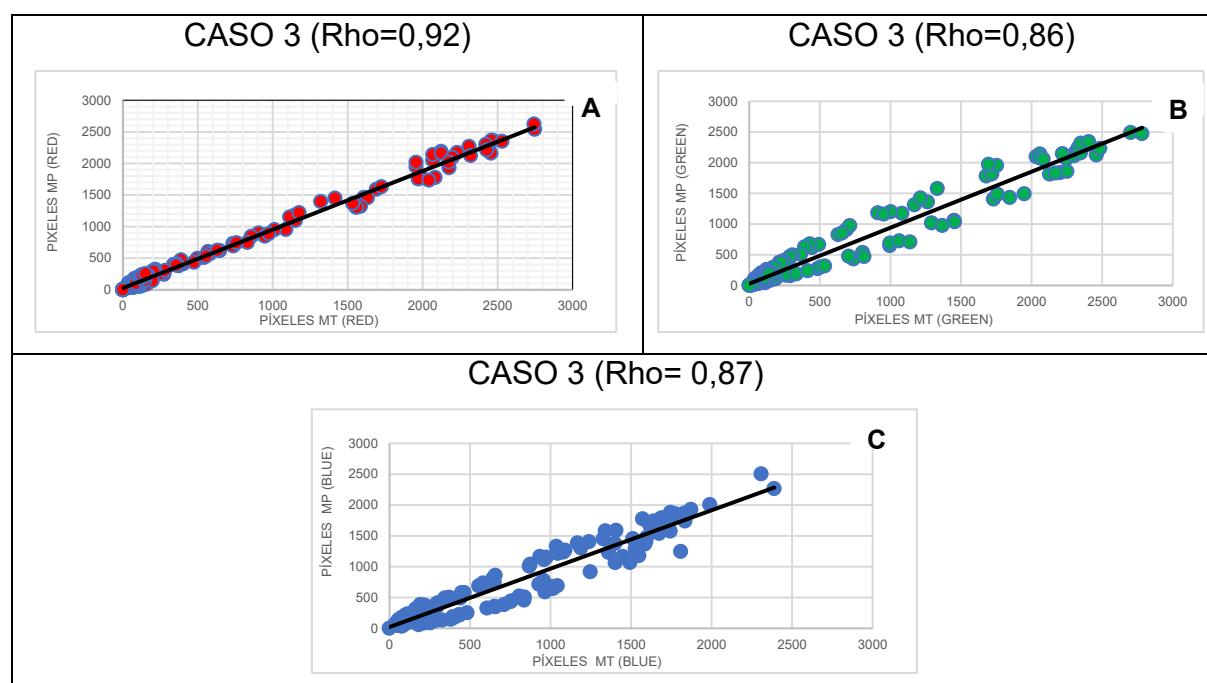 CASO 3 (Rho=0,92)
A
3000
2500
2000
1500
1000
500
0
PÍXELES MP (RED)
0 500 1000 1500 2000 2500 3000
PÍXELES MT (RED)
CASO 3 (Rho=0,86)
B
3000
2500
2000
1500
1000
500
0
PÍXELES MP (GREEN)
0 500 1000 1500 2000 2500 3000
PÍXELES MT (GREEN)
CASO 3 (Rho= 0,87)
C
3000
2500
2000
1500
1000
500
0
PÍXELES MP (BLUE)
0 500 1000 1500 2000 2500 3000
PÍXELES MT (BLUE)